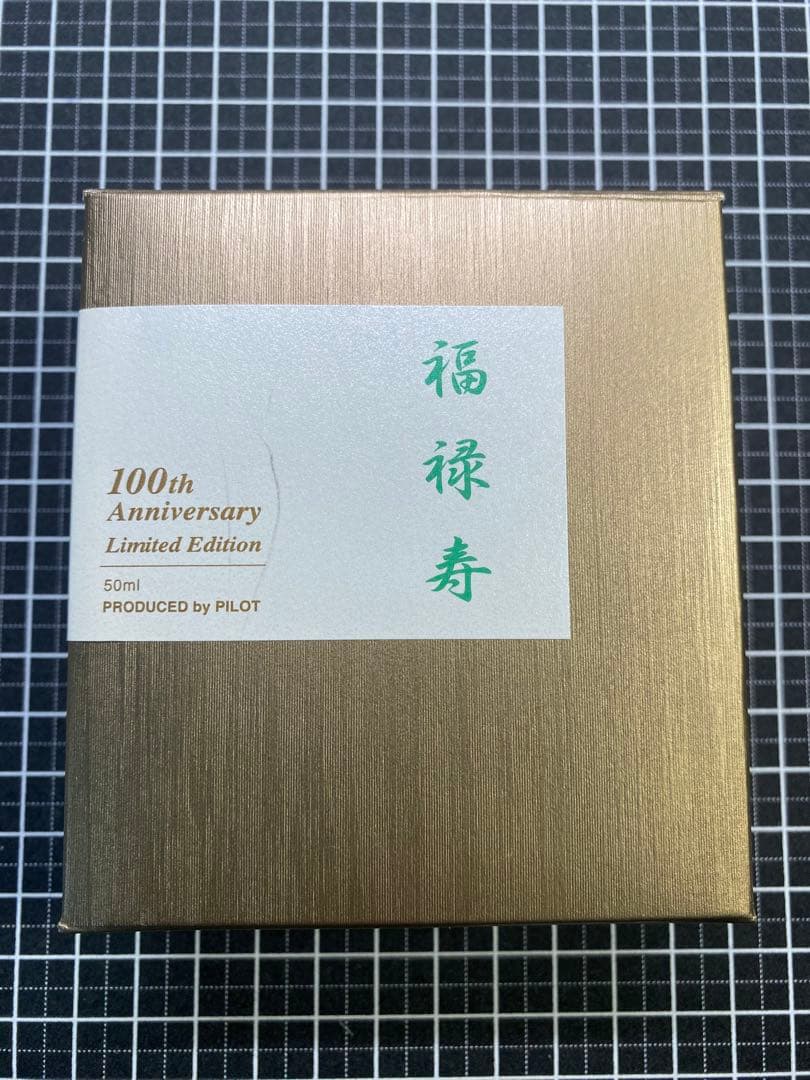 福禄寿
100th
Anniversary
Limited Edition
50ml
PRODUCED by PILOT